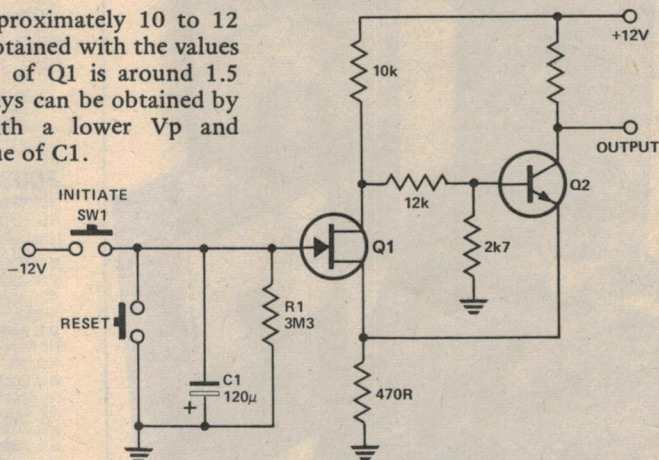 proximately 10 to 12
btained with the values
of Q1 is around 1.5
ys can be obtained by
th a lower Vp and
ue of C1.
+12V
10k
OUTPUT
INITIATE
SW1
12k
Q2
-12V
Q1
2k7
RESET
R1
3M3
C1
120μ
+
470R